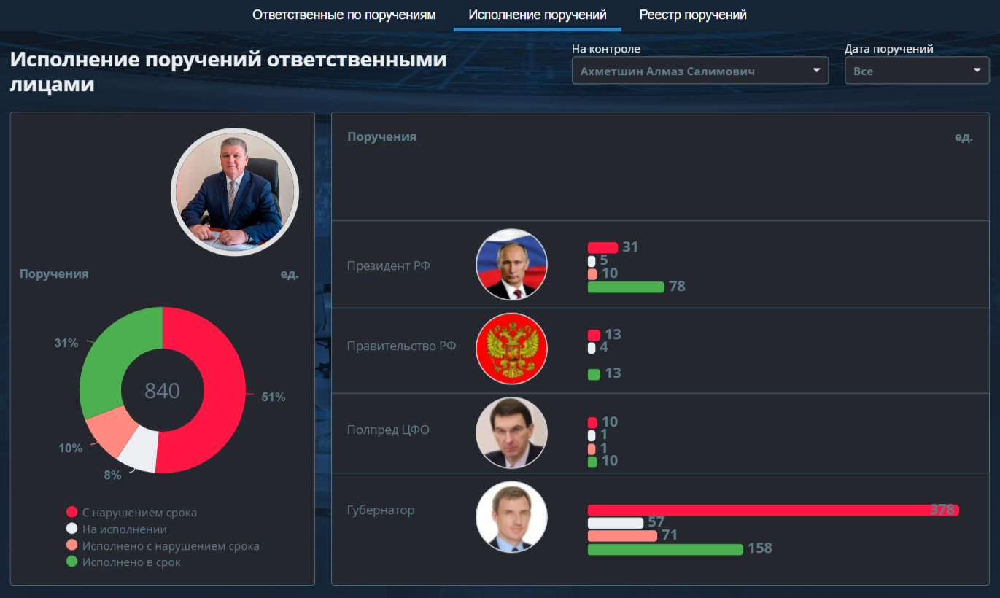 Ответственные по поручениям
Исполнение поручений
Реестр поручений
Исполнение поручений ответственными
лицами
На контроле
Ахметшин Алмаз Салимович
Дата поручений
Все
Поручения
ед.
31%
840
51%
10%
8%
С нарушением срока
На исполнении
Исполнено с нарушением срока
Исполнено в срок
Поручения
ед.
Президент РФ
31
5
10
78
Правительство РФ
13
4
13
Полпред ЦФО
10
1
1
10
Губернатор
378
57
71
158